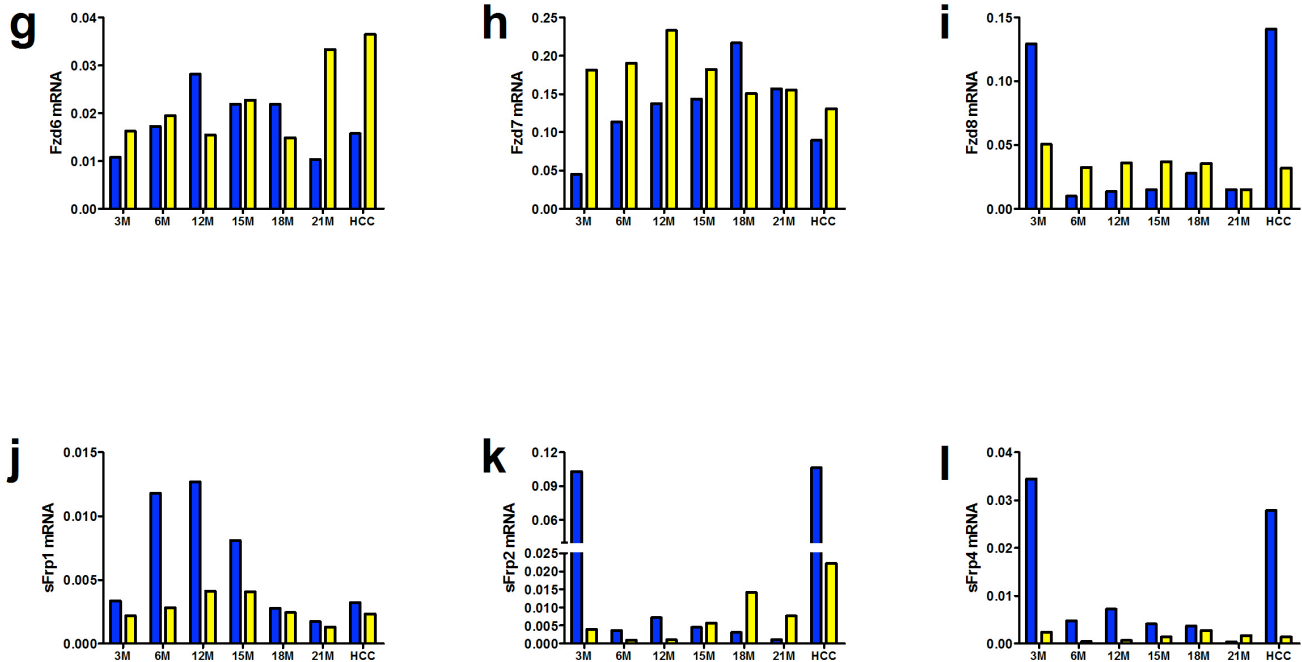 g
Fzd6 mRNA
0.04
0.03
0.02
0.01
0.00
3M 6M 12M 15M 18M 21M HCC
h
Fzd7 mRNA
0.25
0.20
0.15
0.10
0.05
0.00
3M 6M 12M 15M 18M 21M HCC
i
Fzd8 mRNA
0.15
0.10
0.05
0.00
3M 6M 12M 15M 18M 21M HCC
j
sFrp1 mRNA
0.015
0.010
0.005
0.000
3M 6M 12M 15M 18M 21M HCC
k
sFrp2 mRNA
0.12
0.09
0.06
0.025
0.020
0.015
0.010
0.005
0.000
3M 6M 12M 15M 18M 21M HCC
l
sFrp4 mRNA
0.04
0.03
0.02
0.01
0.00
3M 6M 12M 15M 18M 21M HCC